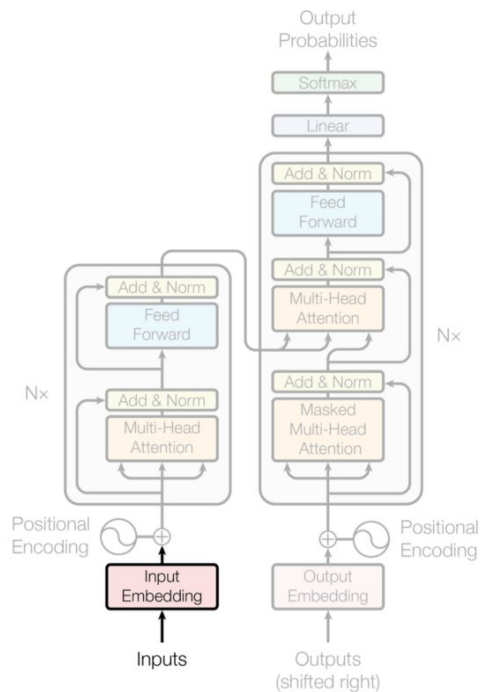 Output
Probabilities
Softmax
Linear
Add & Norm
Feed
Forward
Add & Norm
Multi-Head
Attention
Add & Norm
Masked
Multi-Head
Attention
Nx
Add & Norm
Feed
Forward
Nx
Add & Norm
Multi-Head
Attention
Positional
Encoding
Positional
Encoding
Input
Embedding
Output
Embedding
Inputs
Outputs
(shifted right)